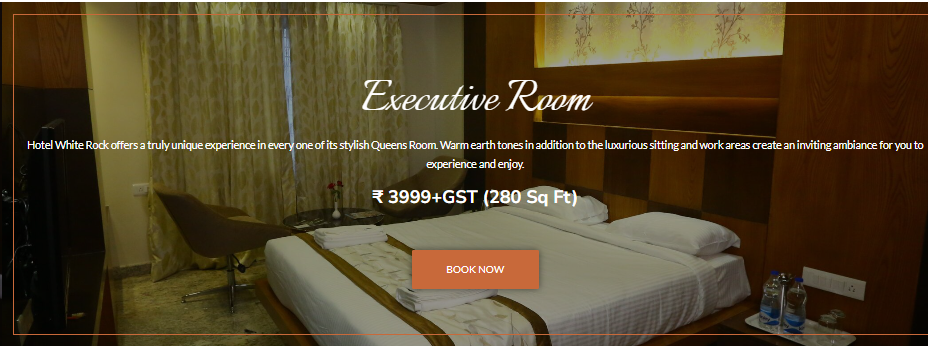 Executive Room
Hotel White Rock offers a truly unique experience in every one of its stylish Queens Room. Warm earth tones in addition to the luxurious sitting and work areas create an inviting ambiance for you to
experience and enjoy.
₹ 3999+GST (280 Sq Ft)
BOOK NOW